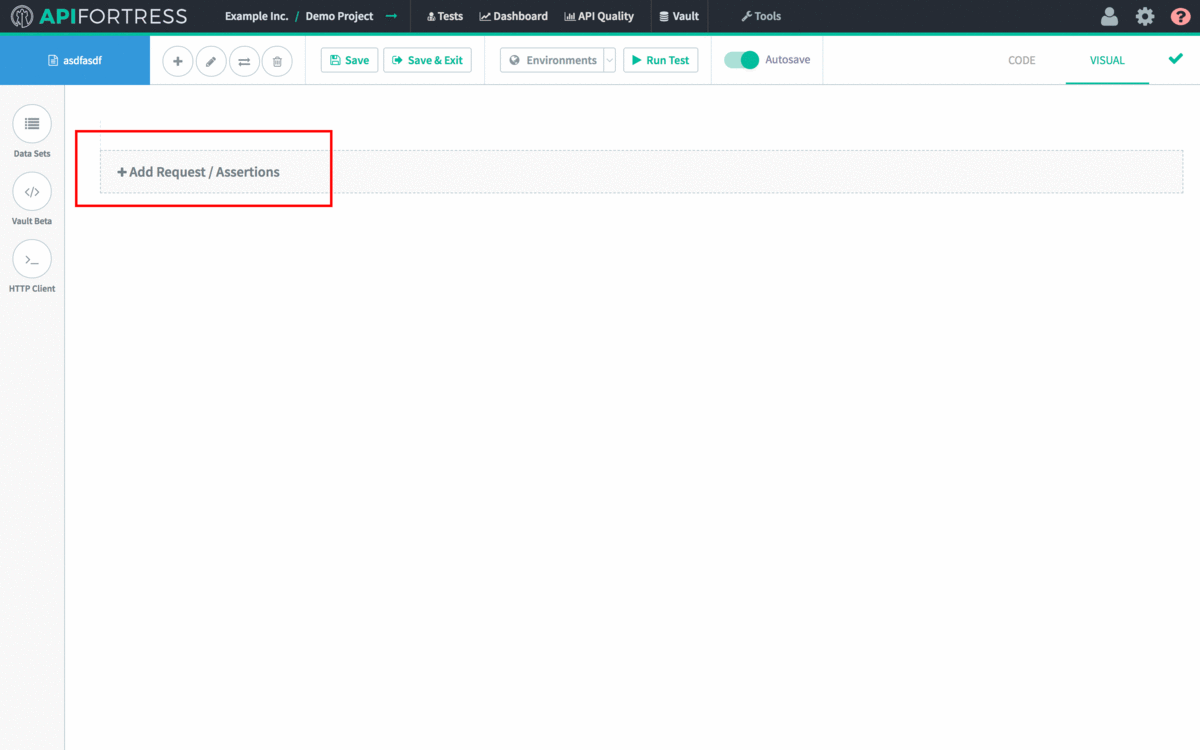 APIFORTRESS Example Inc. / Demo Project → Tests Dashboard API Quality Vault Tools ?
asdfasdf Save Save & Exit Environments Run Test Autosave CODE VISUAL
Data Sets
+ Add Request / Assertions
</>
Vault Beta
>_
HTTP Client